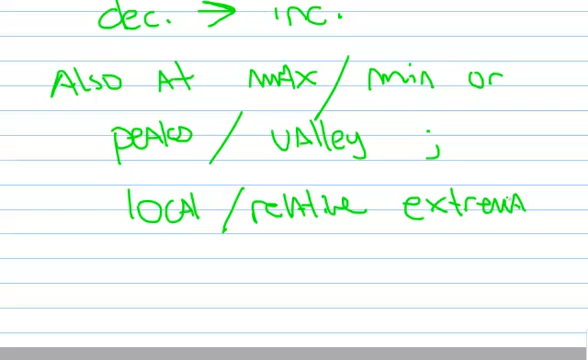 dec. → inc.
Also At max/min or
peaks / valley ;
local / relative extrema